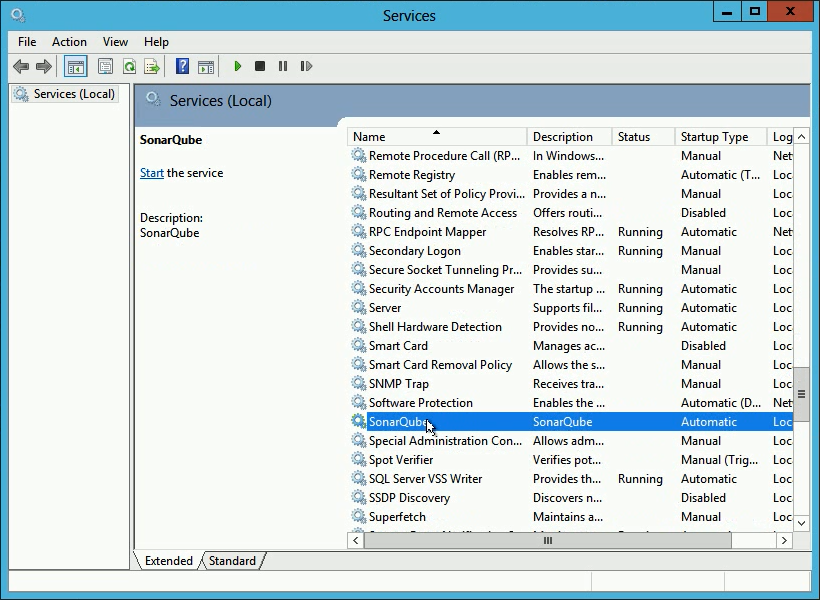 Services
File Action View Help
Services (Local)
Services (Local)
SonarQube
Start the service
Description:
SonarQube
Name Description Status Startup Type Log
Remote Procedure Call (RP... In Windows... Manual Net
Remote Registry Enables rem... Automatic (T... Loc
Resultant Set of Policy Provi... Provides a n... Manual Loc
Routing and Remote Access Offers routi... Disabled Loc
RPC Endpoint Mapper Resolves RP... Running Automatic Net
Secondary Logon Enables star... Running Manual Loc
Secure Socket Tunneling Pr... Provides su... Manual Loc
Security Accounts Manager The startup ... Running Automatic Loc
Server Supports fil... Running Automatic Loc
Shell Hardware Detection Provides no... Running Automatic Loc
Smart Card Manages ac... Disabled Loc
Smart Card Removal Policy Allows the s... Manual Loc
SNMP Trap Receives tra... Manual Loc
Software Protection Enables the ... Automatic (D... Net
SonarQube SonarQube Automatic Loc
Special Administration Con... Allows adm... Manual Loc
Spot Verifier Verifies pot... Manual (Trig... Loc
SQL Server VSS Writer Provides th... Running Automatic Loc
SSDP Discovery Discovers n... Disabled Loc
Superfetch Maintains a... Manual Loc
Extended Standard